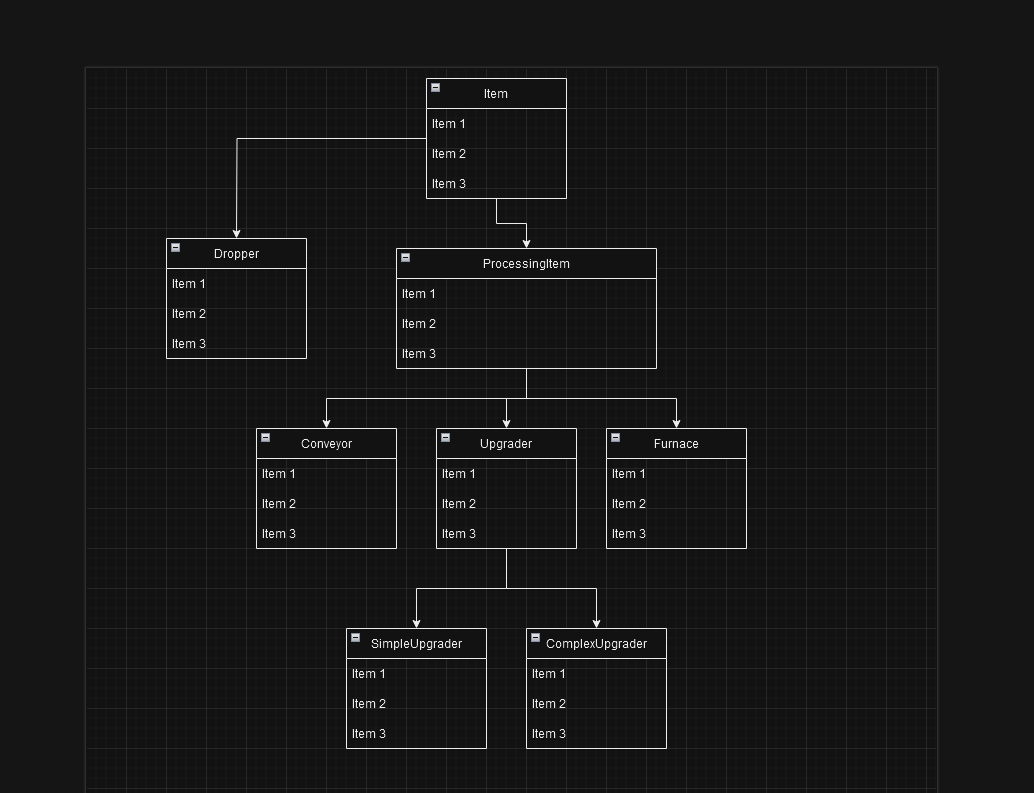 Item
Item 1
Item 2
Item 3
Dropper
Item 1
Item 2
Item 3
ProcessingItem
Item 1
Item 2
Item 3
Conveyor
Item 1
Item 2
Item 3
Upgrader
Item 1
Item 2
Item 3
Furnace
Item 1
Item 2
Item 3
SimpleUpgrader
Item 1
Item 2
Item 3
ComplexUpgrader
Item 1
Item 2
Item 3